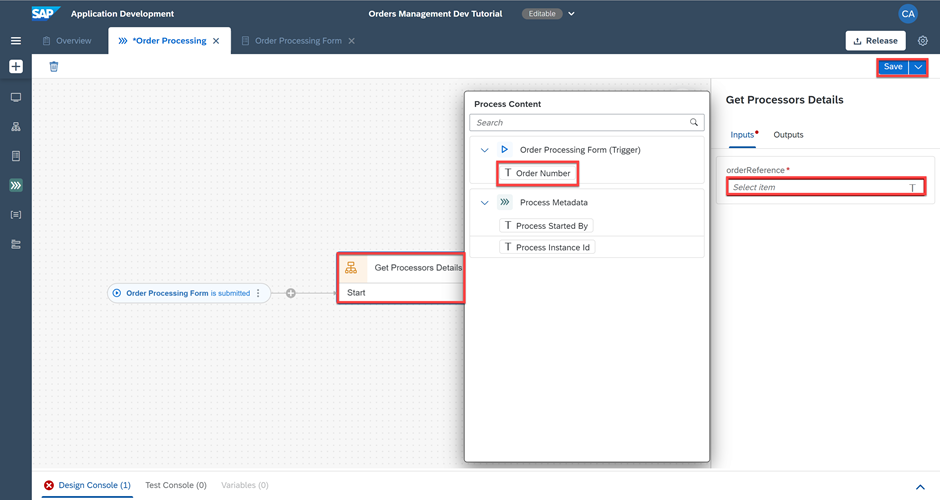 SAP Application Development
Orders Management Dev Tutorial
Editable
CA
Overview
*Order Processing
Order Processing Form
Release
Save
Process Content
Search
Order Processing Form (Trigger)
T Order Number
Process Metadata
T Process Started By
T Process Instance Id
Get Processors Details
Inputs
Outputs
orderReference *
Select item T
Get Processors Details
Start
Order Processing Form is submitted
Design Console (1)
Test Console (0)
Variables (0)